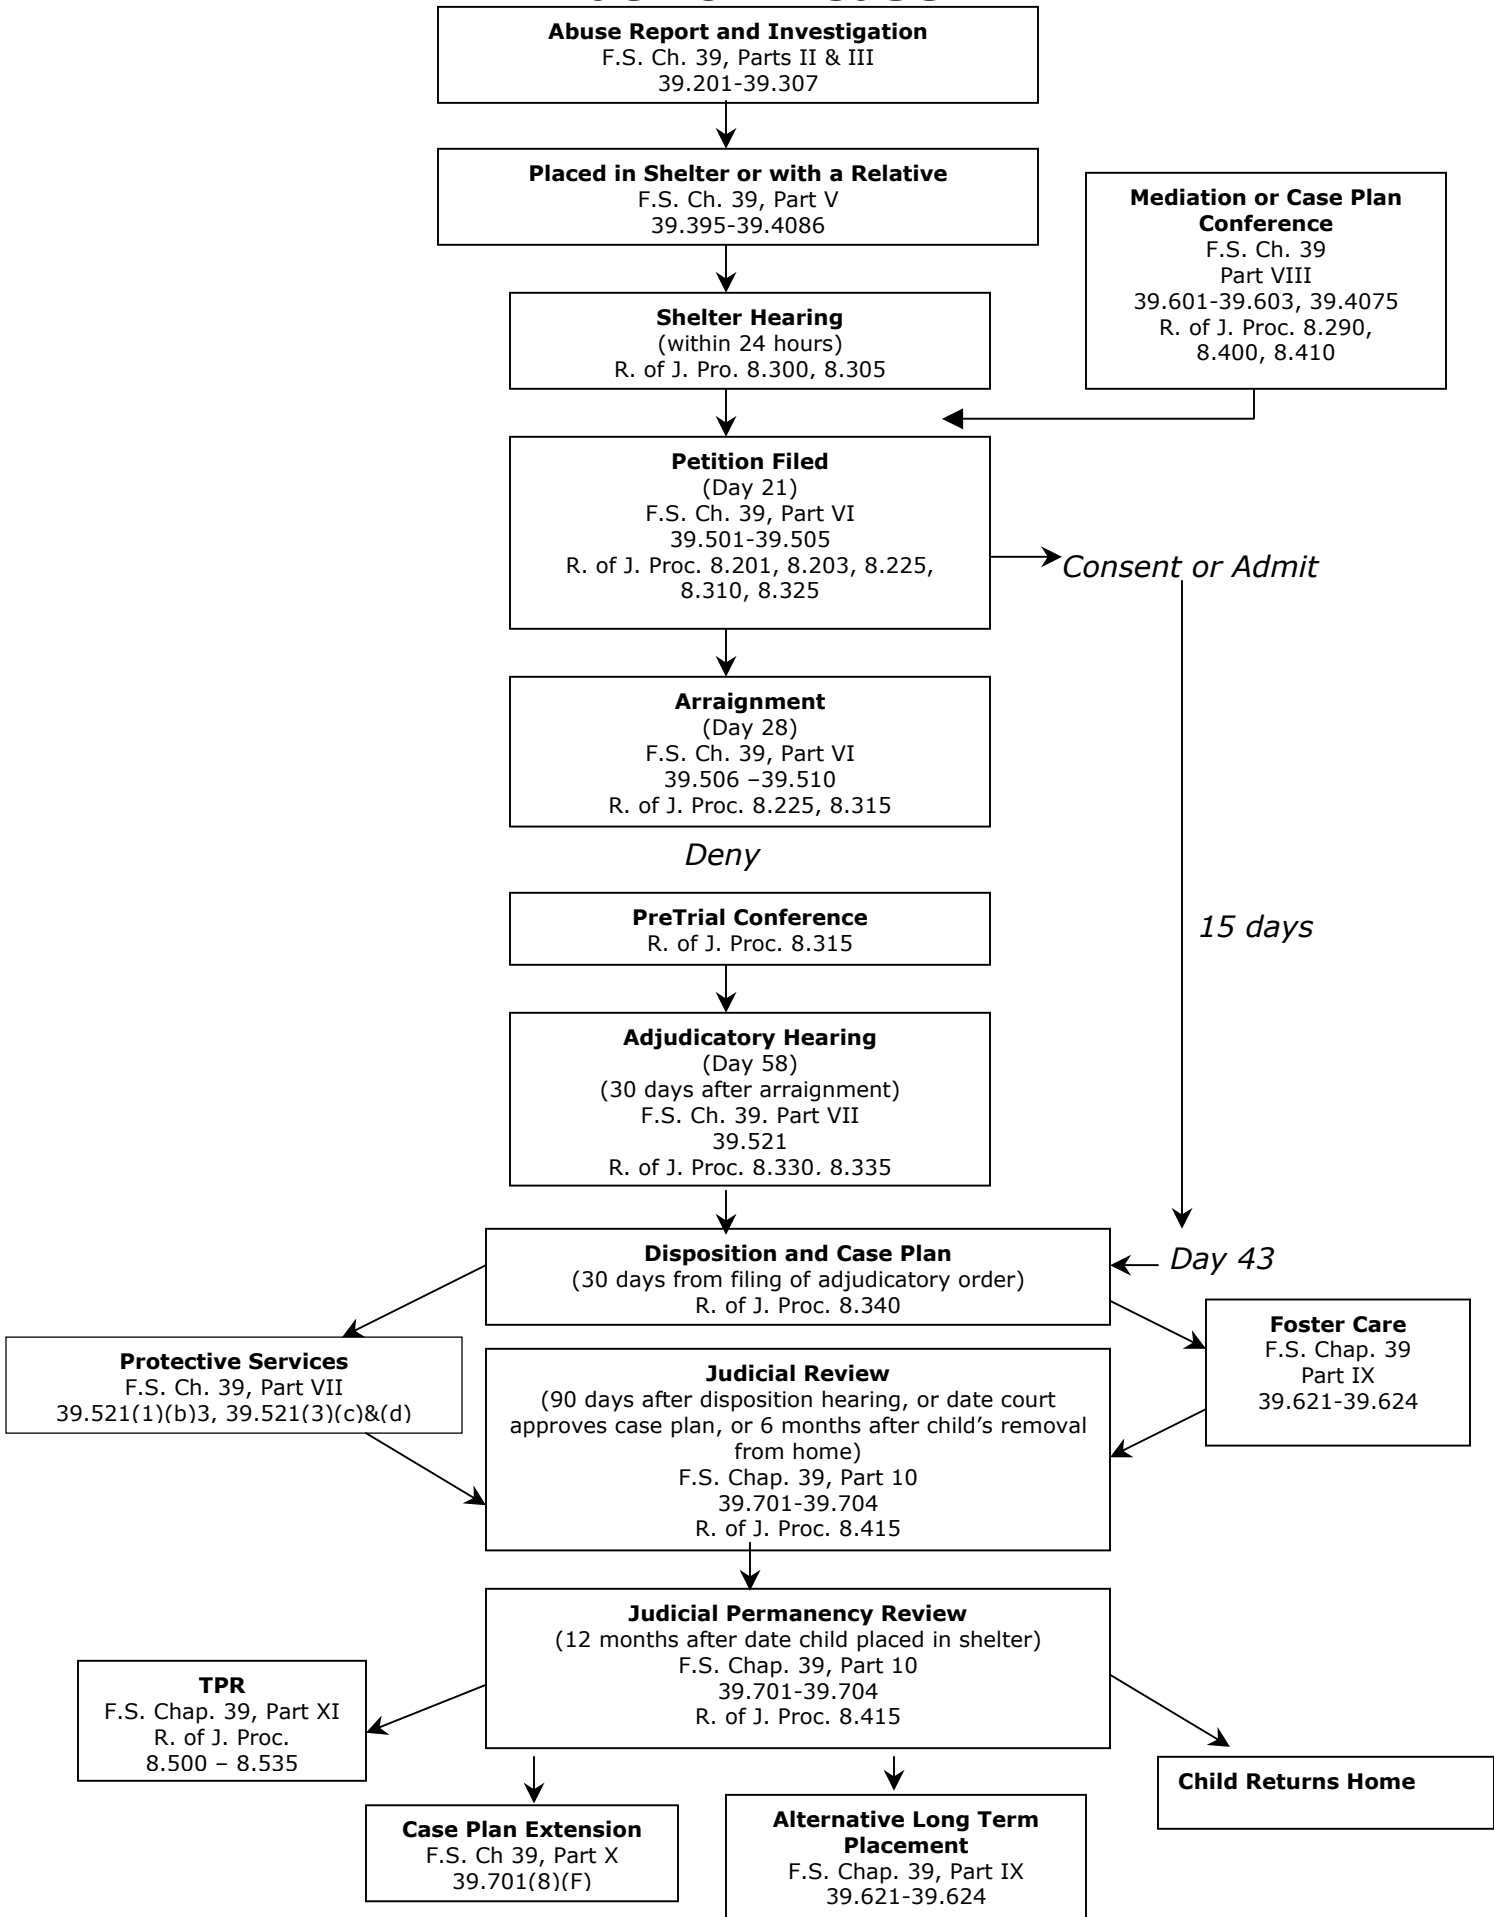 Abuse Report and Investigation
F.S. Ch. 39, Parts II & III
39.201-39.307
Placed in Shelter or with a Relative
F.S. Ch. 39, Part V
39.395-39.4086
Mediation or Case Plan
Conference
F.S. Ch. 39
Part VIII
39.601-39.603, 39.4075
R. of J. Proc. 8.290,
8.400, 8.410
Shelter Hearing
(within 24 hours)
R. of J. Pro. 8.300, 8.305
Petition Filed
(Day 21)
F.S. Ch. 39, Part VI
39.501-39.505
R. of J. Proc. 8.201, 8.203, 8.225,
8.310, 8.325
Consent or Admit
Arraignment
(Day 28)
F.S. Ch. 39, Part VI
39.506 –39.510
R. of J. Proc. 8.225, 8.315
Deny
PreTrial Conference
R. of J. Proc. 8.315
15 days
Adjudicatory Hearing
(Day 58)
(30 days after arraignment)
F.S. Ch. 39. Part VII
39.521
R. of J. Proc. 8.330, 8.335
Disposition and Case Plan
(30 days from filing of adjudicatory order)
R. of J. Proc. 8.340
Day 43
Protective Services
F.S. Ch. 39, Part VII
39.521(1)(b)3, 39.521(3)(c)&(d)
Foster Care
F.S. Chap. 39
Part IX
39.621-39.624
Judicial Review
(90 days after disposition hearing, or date court
approves case plan, or 6 months after child’s removal
from home)
F.S. Chap. 39, Part 10
39.701-39.704
R. of J. Proc. 8.415
Judicial Permanency Review
(12 months after date child placed in shelter)
F.S. Chap. 39, Part 10
39.701-39.704
R. of J. Proc. 8.415
TPR
F.S. Chap. 39, Part XI
R. of J. Proc.
8.500 – 8.535
Child Returns Home
Case Plan Extension
F.S. Ch 39, Part X
39.701(8)(F)
Alternative Long Term
Placement
F.S. Chap. 39, Part IX
39.621-39.624